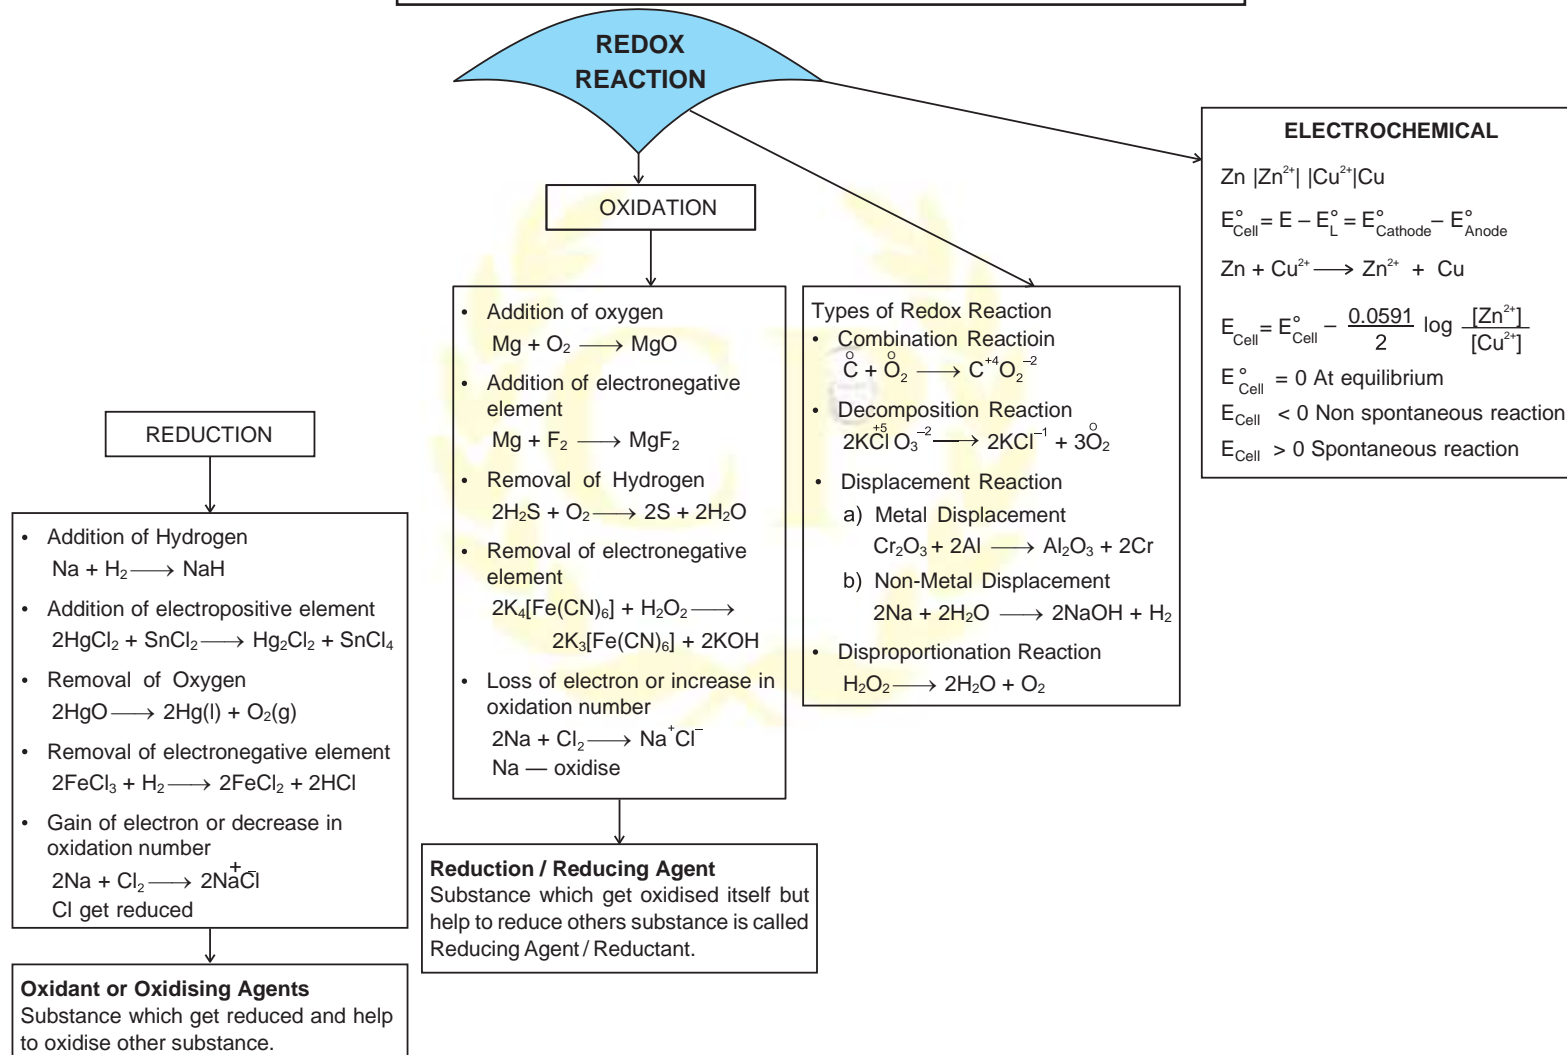 REDOX
REACTION
OXIDATION
• Addition of oxygen
Mg + O₂ ⟶ MgO
• Addition of electronegative
element
Mg + F₂ ⟶ MgF₂
• Removal of Hydrogen
2H₂S + O₂ ⟶ 2S + 2H₂O
• Removal of electronegative
element
2K₄[Fe(CN)₆] + H₂O₂ ⟶
2K₃[Fe(CN)₆] + 2KOH
• Loss of electron or increase in
oxidation number
2Na + Cl₂ ⟶ Na⁺Cl⁻
Na — oxidise
Reduction / Reducing Agent
Substance which get oxidised itself but
help to reduce others substance is called
Reducing Agent / Reductant.
REDUCTION
• Addition of Hydrogen
Na + H₂ ⟶ NaH
• Addition of electropositive element
2HgCl₂ + SnCl₂ ⟶ Hg₂Cl₂ + SnCl₄
• Removal of Oxygen
2HgO ⟶ 2Hg(l) + O₂(g)
• Removal of electronegative element
2FeCl₃ + H₂ ⟶ 2FeCl₂ + 2HCl
• Gain of electron or decrease in
oxidation number
2Na + Cl₂ ⟶ 2Na⁺Cl⁻
Cl get reduced
Oxidant or Oxidising Agents
Substance which get reduced and help
to oxidise other substance.
Types of Redox Reaction
• Combination Reactioin
C⁰ + O⁰₂ ⟶ C⁺⁴O₂⁻²
• Decomposition Reaction
2KCl⁺⁵O₃⁻² ⟶ 2KCl⁻¹ + 3O⁰₂
• Displacement Reaction
a) Metal Displacement
Cr₂O₃ + 2Al ⟶ Al₂O₃ + 2Cr
b) Non-Metal Displacement
2Na + 2H₂O ⟶ 2NaOH + H₂
• Disproportionation Reaction
H₂O₂ ⟶ 2H₂O + O₂
ELECTROCHEMICAL
Zn |Zn²⁺| |Cu²⁺|Cu
E°Cell = E – E°L = E°Cathode – E°Anode
Zn + Cu²⁺ ⟶ Zn²⁺ + Cu
ECell = E°Cell – 0.0591/2 log [Zn²⁺]/[Cu²⁺]
E°Cell = 0 At equilibrium
ECell < 0 Non spontaneous reaction
ECell > 0 Spontaneous reaction
CP